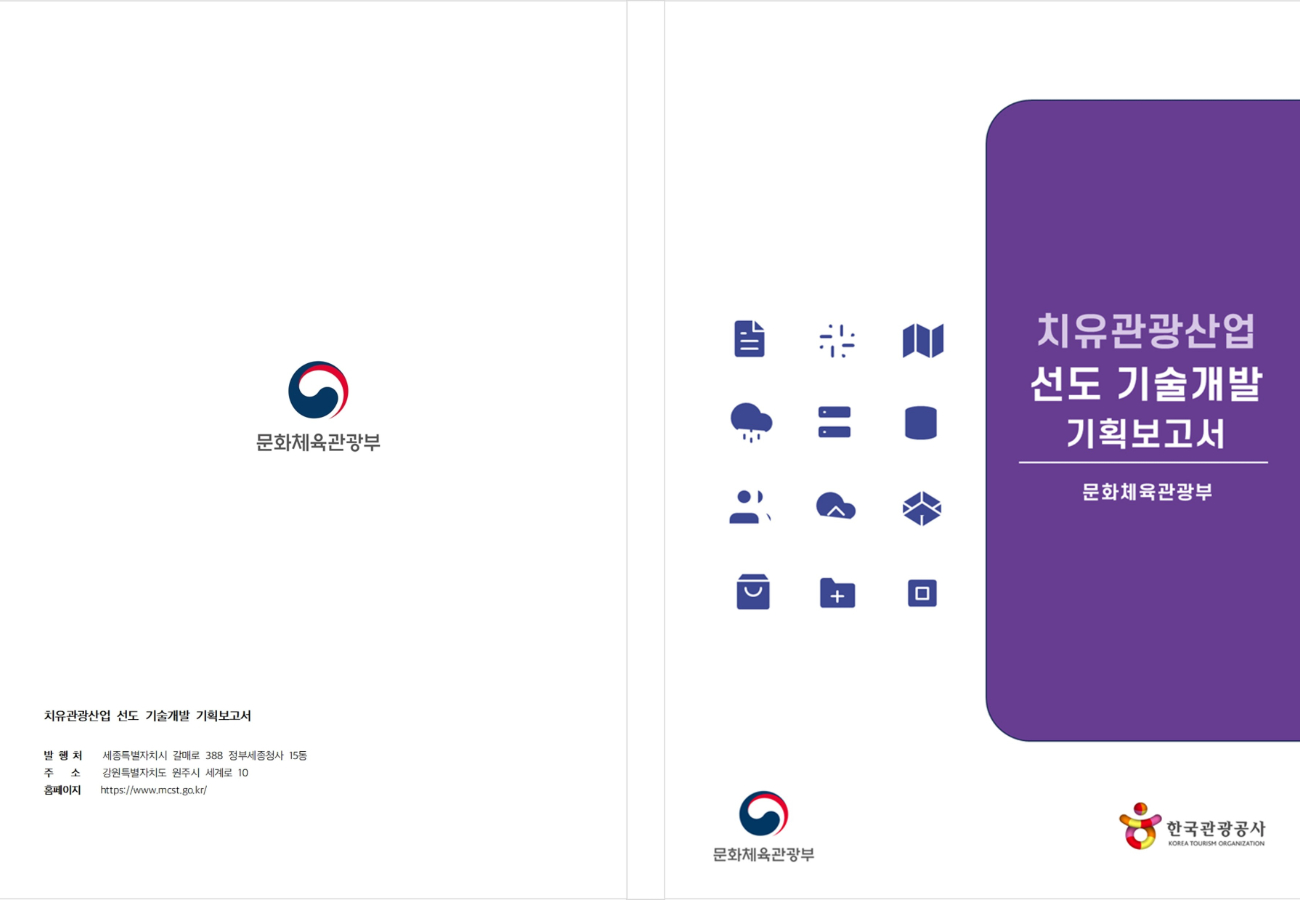 문화체육관광부
치유관광산업 선도 기술개발 기획보고서
발 행 처 세종특별자치시 갈매로 388 정부세종청사 15동
주 소 강원특별자치도 원주시 세계로 10
홈페이지 https://www.mcst.go.kr/
치유관광산업
선도 기술개발
기획보고서
문화체육관광부
문화체육관광부
한국관광공사
KOREA TOURISM ORGANIZATION